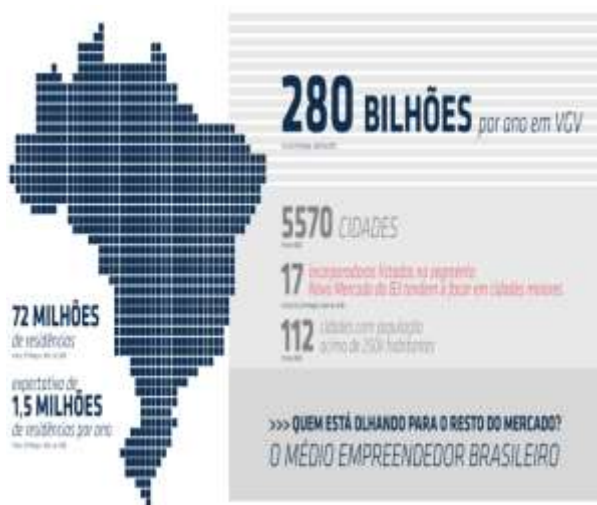 280 BILHÕES por ano em VGV
5570 CIDADES
17 incorporadoras listadas no segmento
Novo Mercado da B3 tendem a focar em cidades maiores
112 cidades com população
acima de 250k habitantes
72 MILHÕES
de residências
expectativa de
1,5 MILHÕES
de residências por ano
>>> QUEM ESTÁ OLHANDO PARA O RESTO DO MERCADO?
O MÉDIO EMPREENDEDOR BRASILEIRO